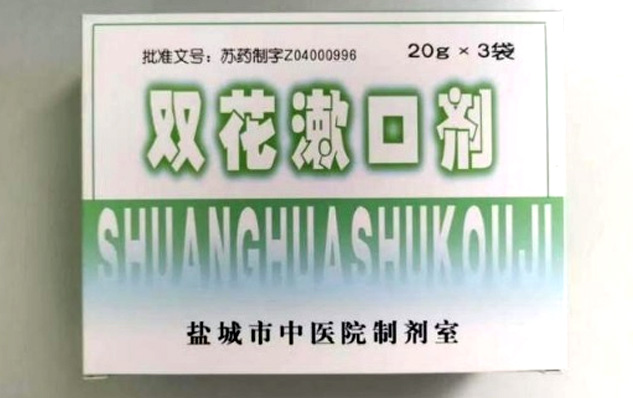 批准文号：苏药制字Z04000996 20g × 3袋
双花漱口剂
SHUANGHUASHUKOUJI
盐城市中医院制剂室